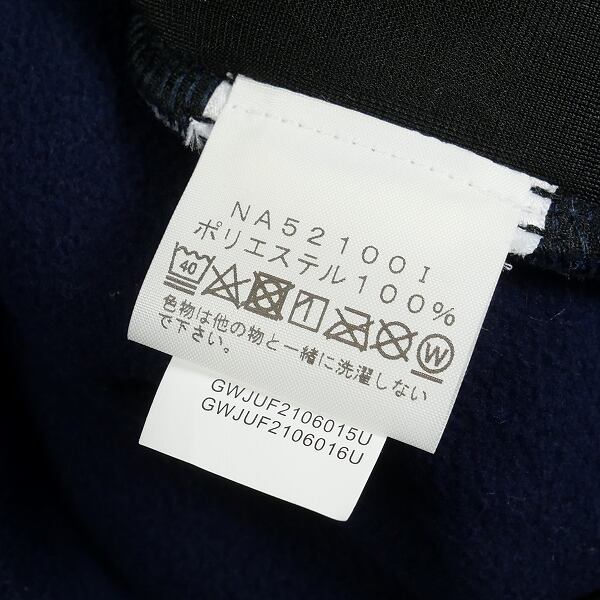 NA52100I
ポリエステル100%
40
W
色物は他の物と一緒に洗濯しない
で下さい。
GWJUF2106015U
GWJUF2106016U